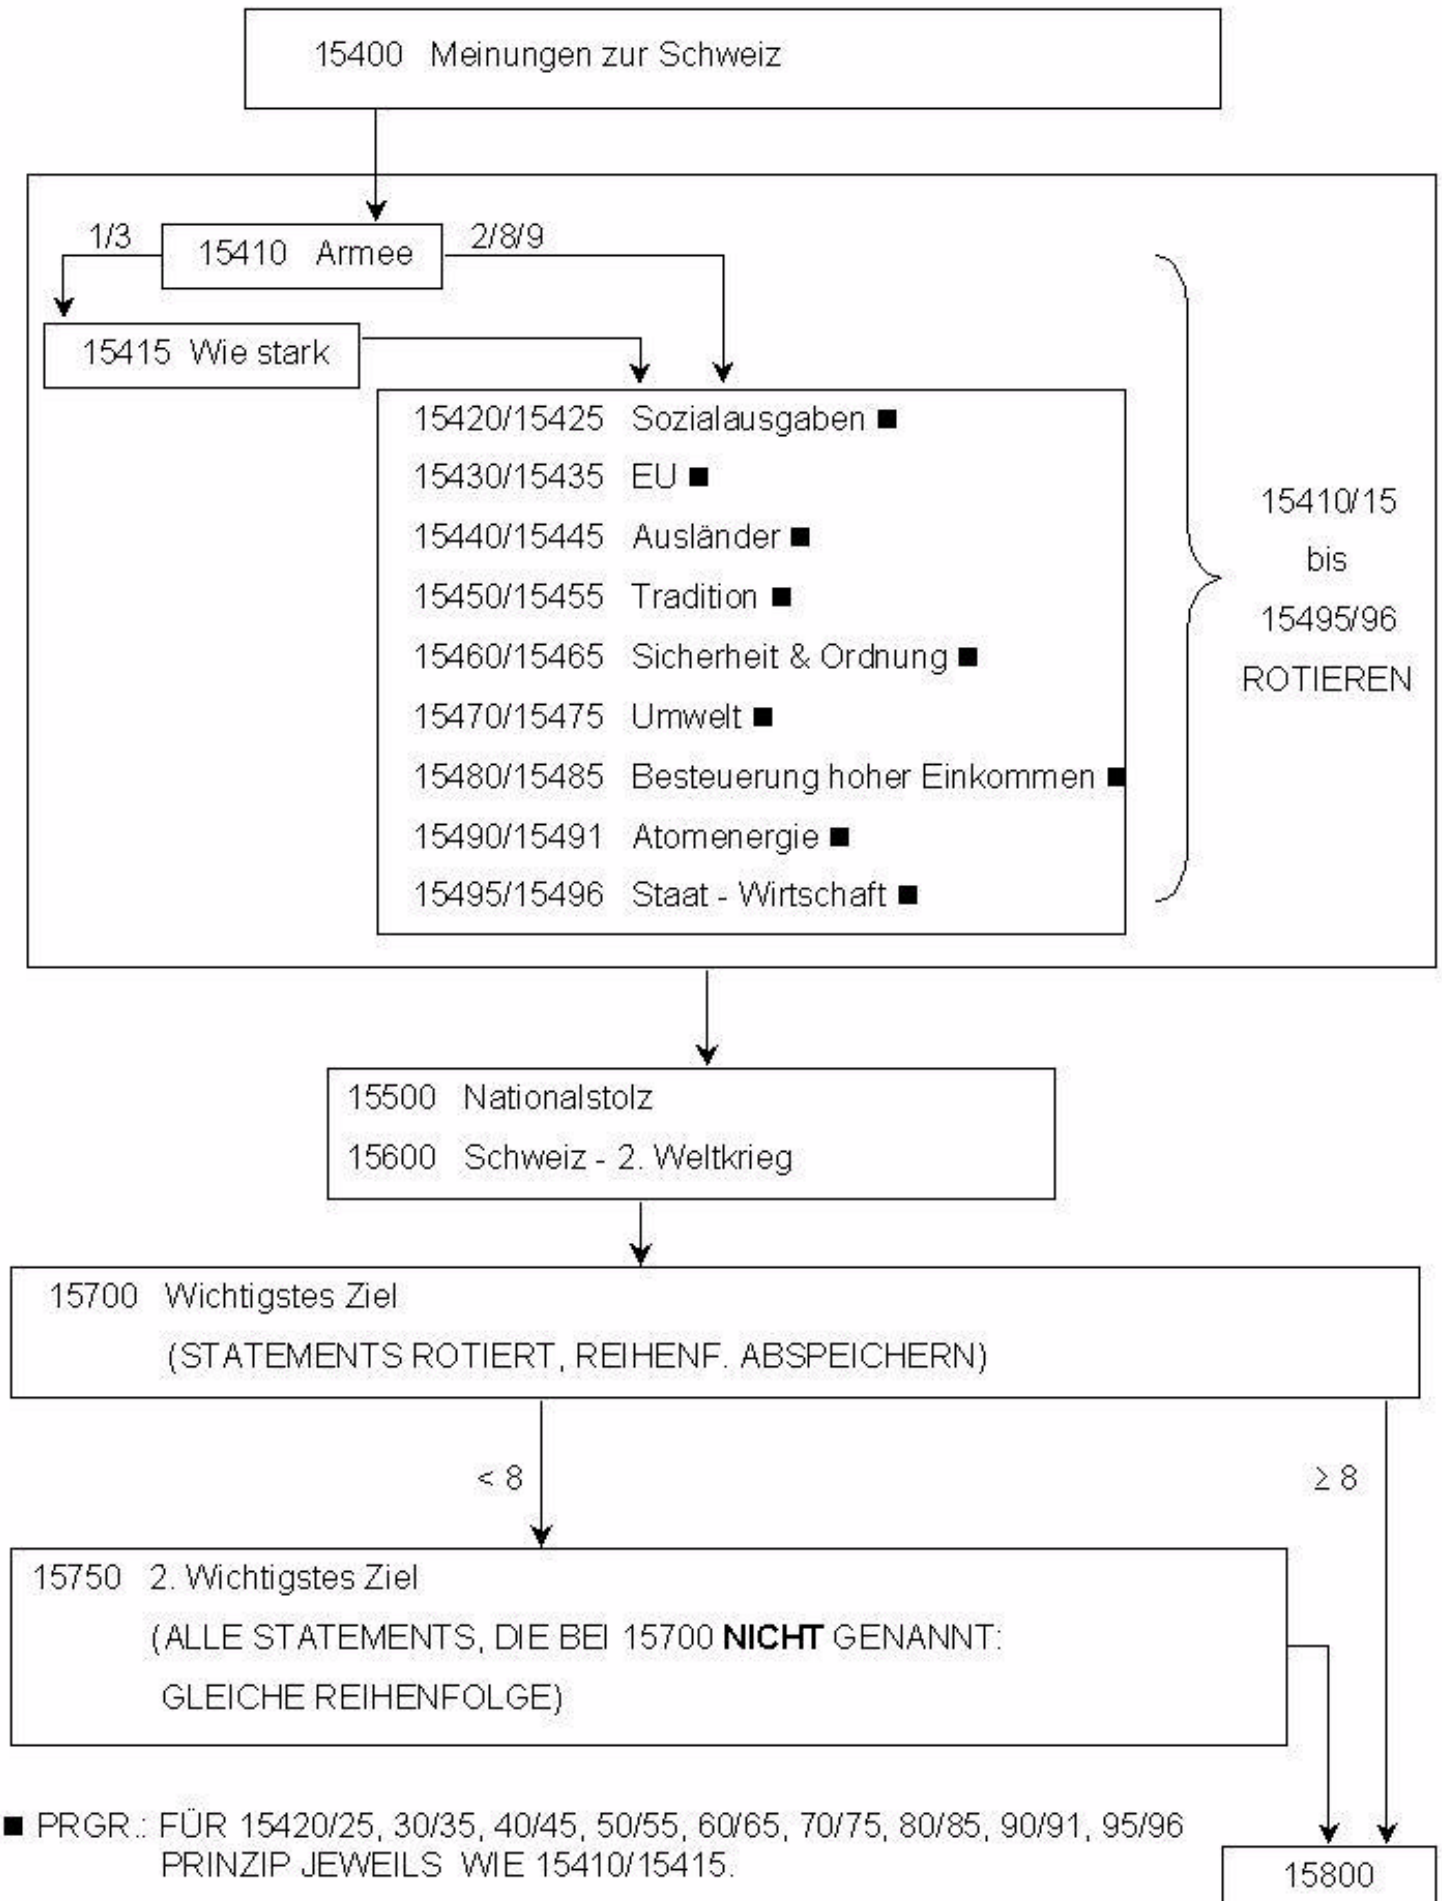 15400 Meinungen zur Schweiz
1/3
15410 Armee
2/8/9
15415 Wie stark
15420/15425 Sozialausgaben ■
15430/15435 EU ■
15440/15445 Ausländer ■
15450/15455 Tradition ■
15460/15465 Sicherheit & Ordnung ■
15470/15475 Umwelt ■
15480/15485 Besteuerung hoher Einkommen ■
15490/15491 Atomenergie ■
15495/15496 Staat - Wirtschaft ■
15410/15
bis
15495/96
ROTIEREN
15500 Nationalstolz
15600 Schweiz - 2. Weltkrieg
15700 Wichtigstes Ziel
(STATEMENTS ROTIERT, REIHENF. ABSPEICHERN)
< 8
≥ 8
15750 2. Wichtigstes Ziel
(ALLE STATEMENTS, DIE BEI 15700 NICHT GENANNT:
GLEICHE REIHENFOLGE)
■ PRGR.: FÜR 15420/25, 30/35, 40/45, 50/55, 60/65, 70/75, 80/85, 90/91, 95/96
PRINZIP JEWEILS WIE 15410/15415.
15800